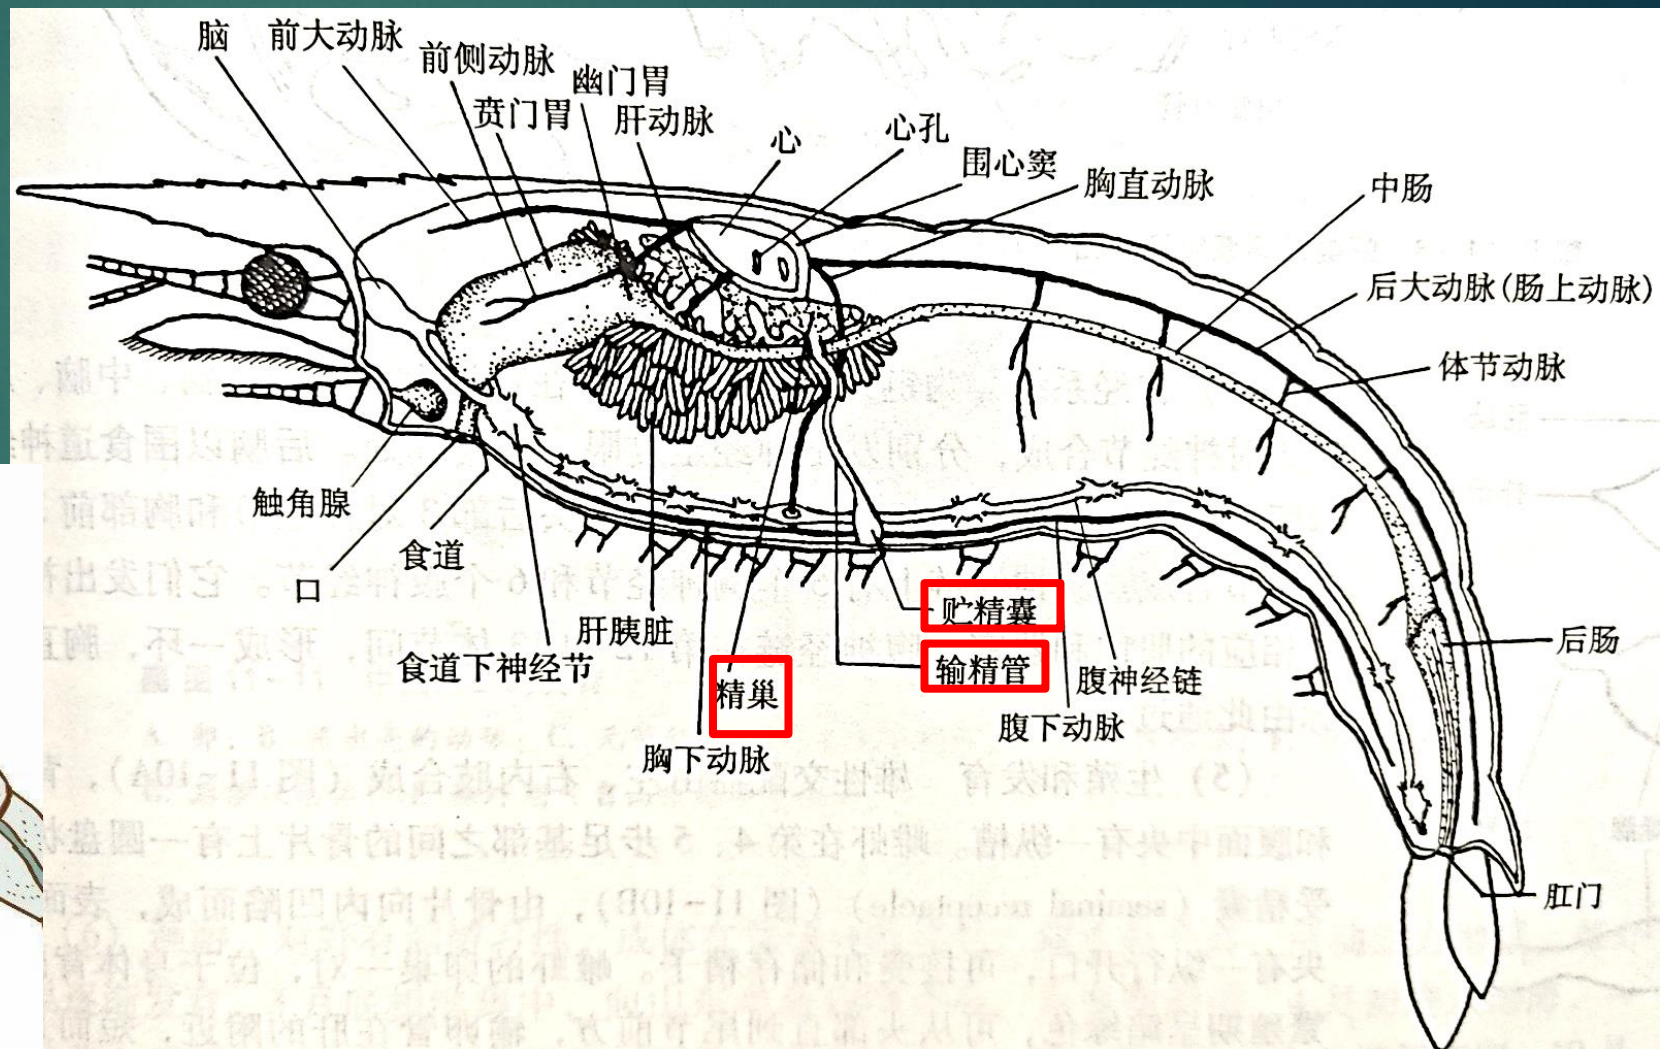 脑
前大动脉
前侧动脉
幽门胃
贲门胃
肝动脉
心
心孔
围心窦
胸直动脉
中肠
后大动脉(肠上动脉)
体节动脉
触角腺
食道
口
肝胰脏
贮精囊
食道下神经节
精巢
输精管
腹神经链
后肠
腹下动脉
胸下动脉
肛门